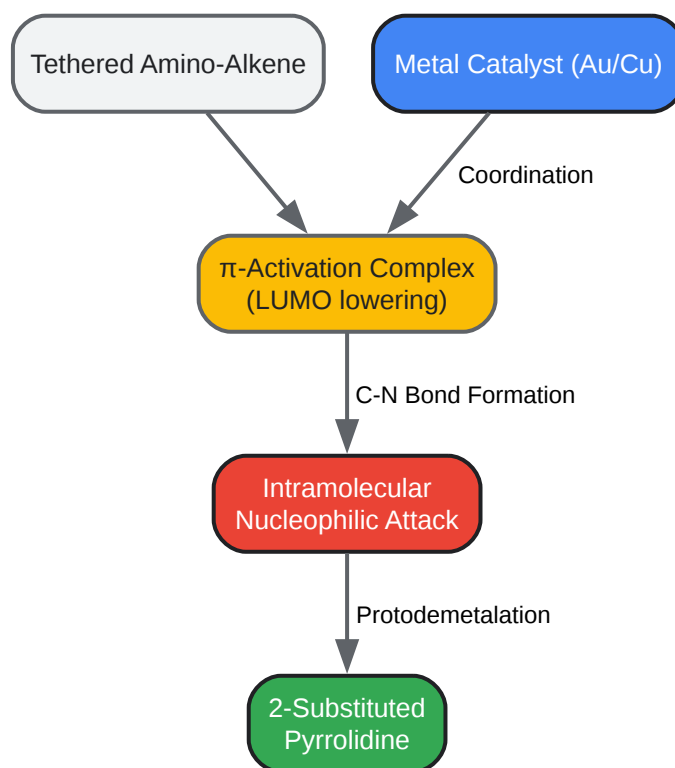 Tethered Amino-Alkene
Metal Catalyst (Au/Cu)
Coordination
π-Activation Complex
(LUMO lowering)
C-N Bond Formation
Intramolecular
Nucleophilic Attack
Protodemetalation
2-Substituted
Pyrrolidine